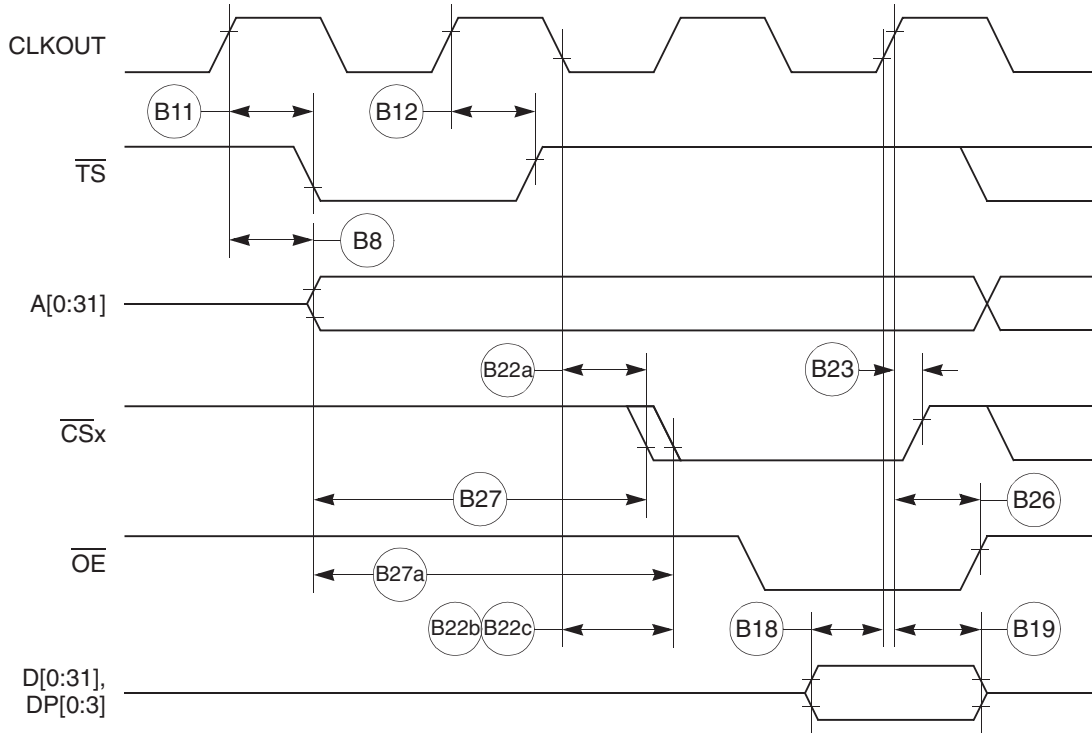 CLKOUT
B11
B12
TS
B8
A[0:31]
B22a
B23
CSx
B27
B26
OE
B27a
B22b
B22c
B18
B19
D[0:31],
DP[0:3]